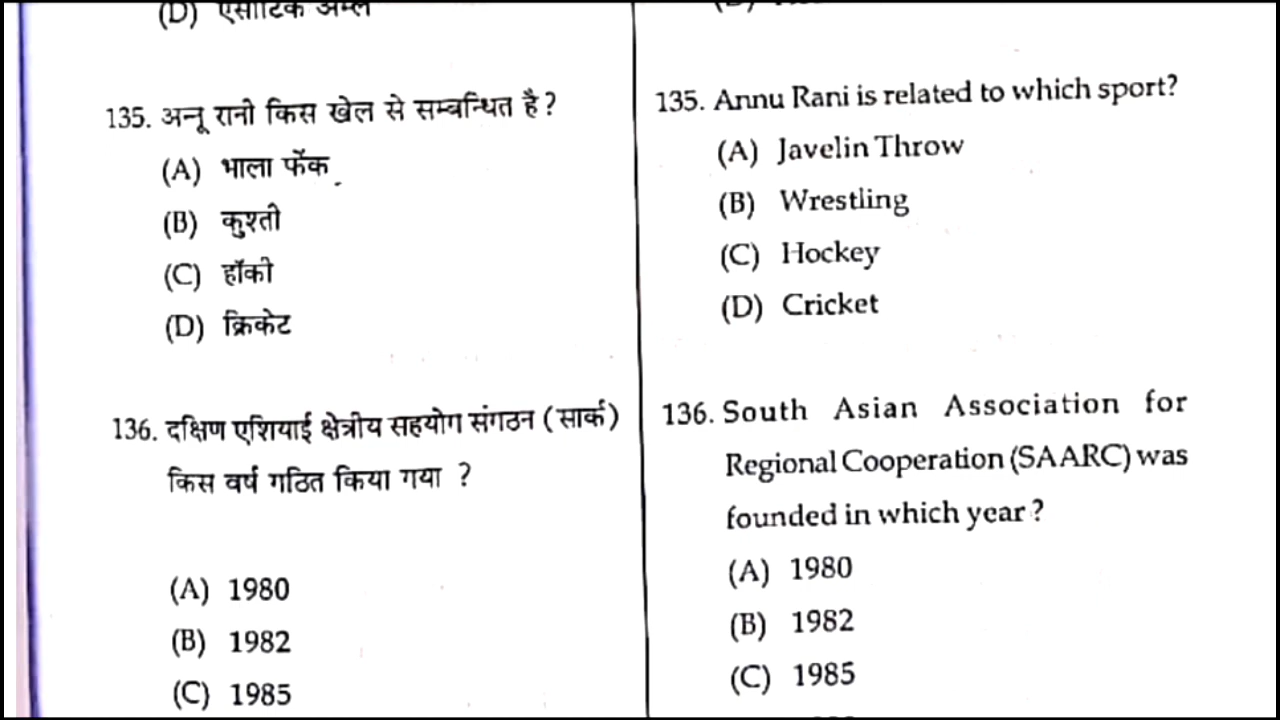 (D) एसीटिक अम्ल
135. अन्नू रानी किस खेल से सम्बन्धित है ?
(A) भाला फेंक
(B) कुश्ती
(C) हॉकी
(D) क्रिकेट
136. दक्षिण एशियाई क्षेत्रीय सहयोग संगठन (सार्क)
किस वर्ष गठित किया गया ?
(A) 1980
(B) 1982
(C) 1985
135. Annu Rani is related to which sport?
(A) Javelin Throw
(B) Wrestling
(C) Hockey
(D) Cricket
136. South Asian Association for
Regional Cooperation (SAARC) was
founded in which year ?
(A) 1980
(B) 1982
(C) 1985